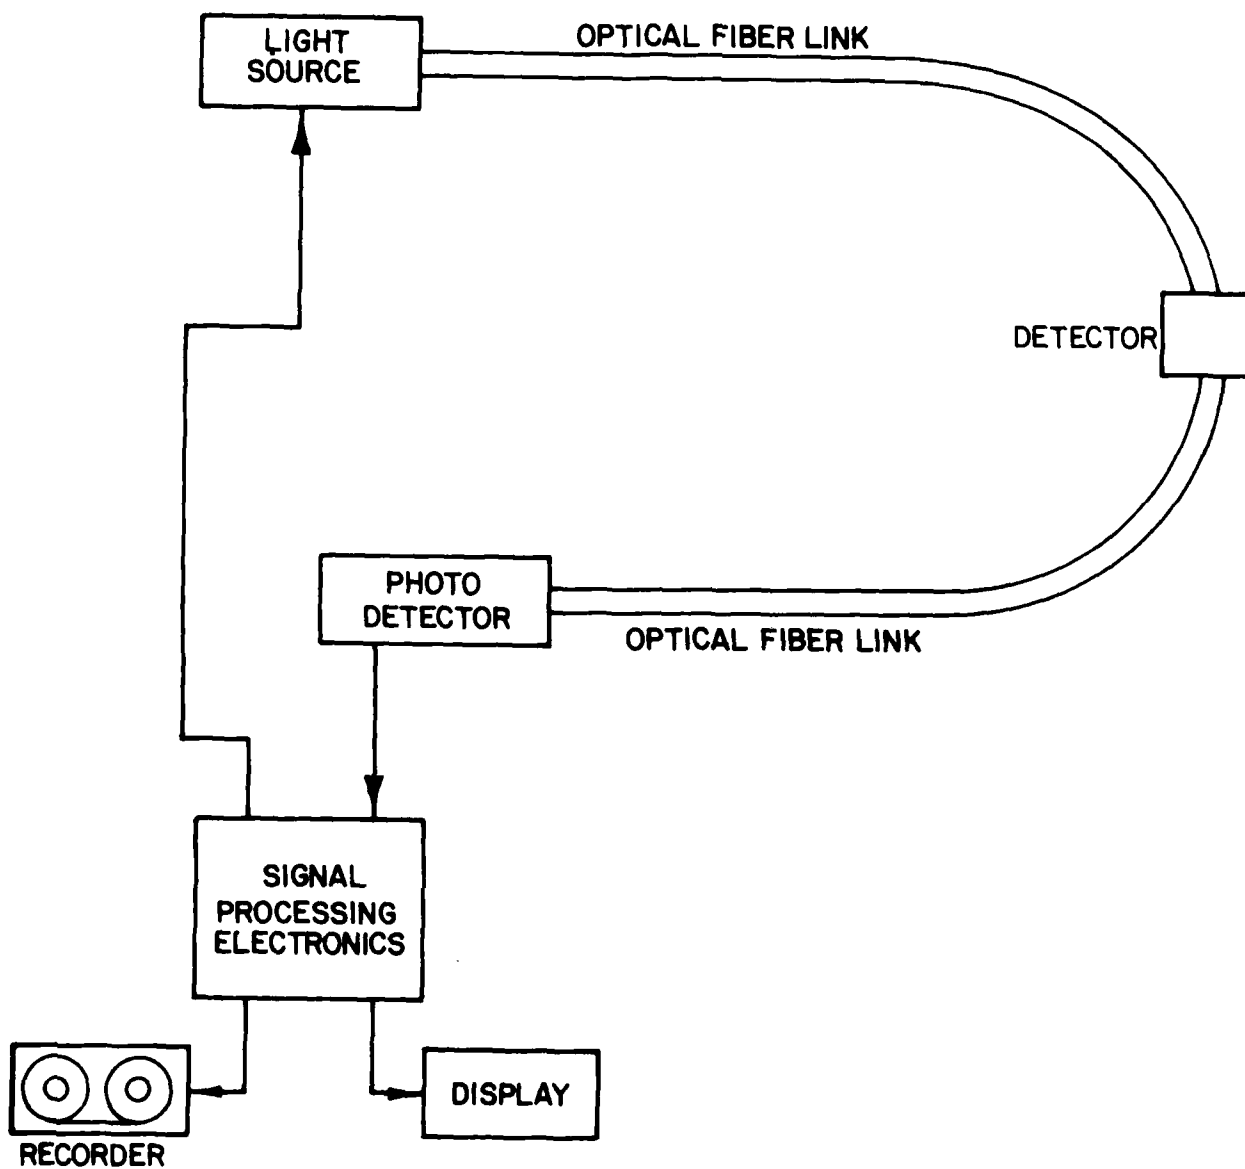 LIGHT
SOURCE
OPTICAL FIBER LINK
DETECTOR
PHOTO
DETECTOR
OPTICAL FIBER LINK
SIGNAL
PROCESSING
ELECTRONICS
DISPLAY
RECORDER